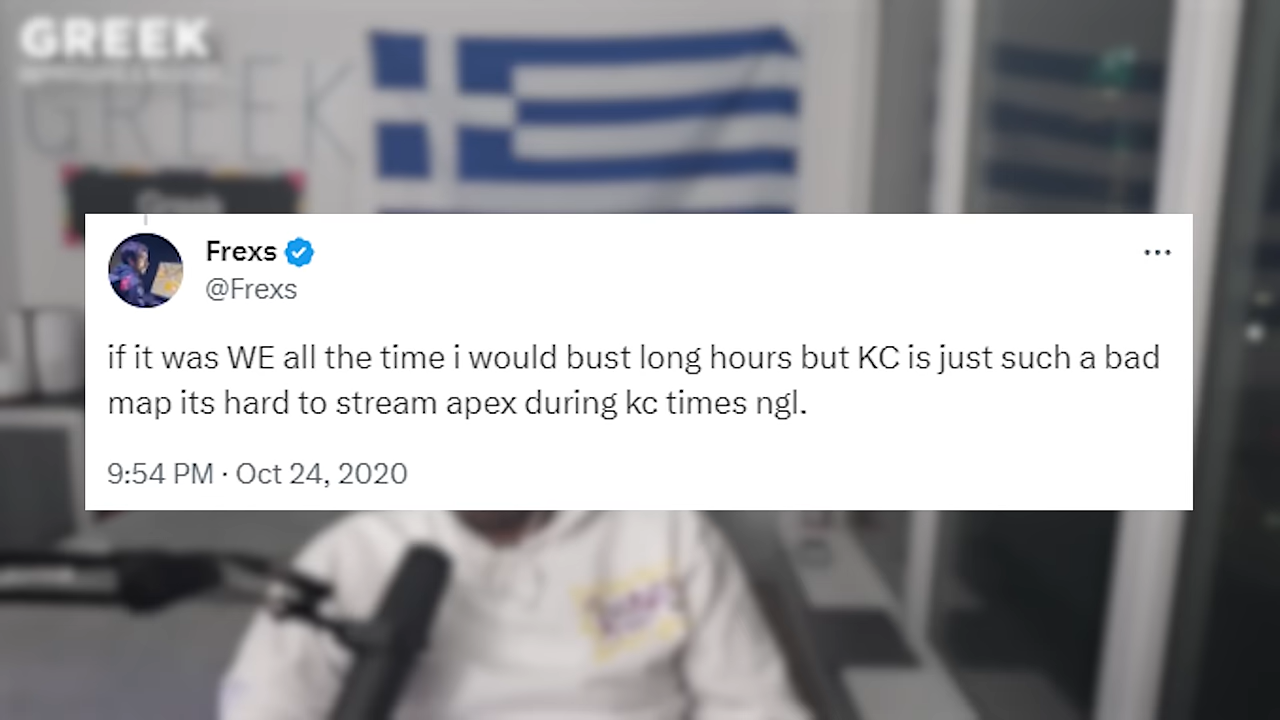 GREEK
GREEK
Frexs
@Frexs
if it was WE all the time i would bust long hours but KC is just such a bad
map its hard to stream apex during kc times ngl.
9:54 PM · Oct 24, 2020